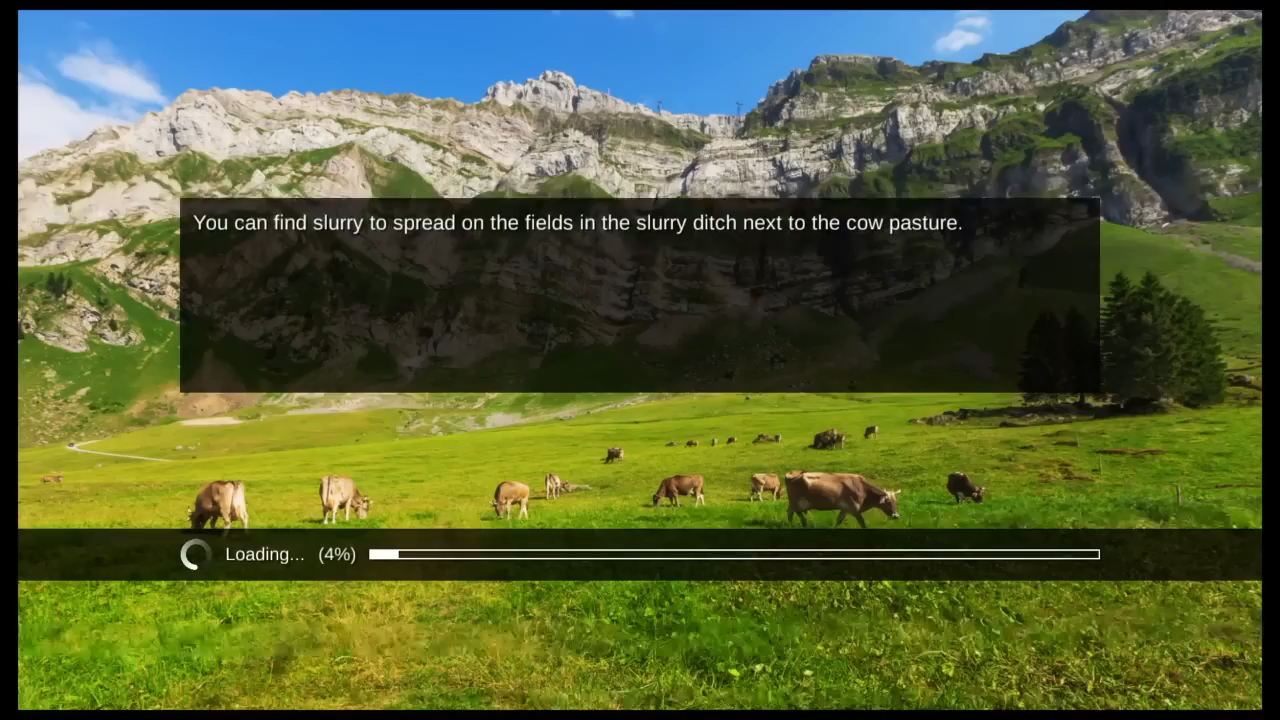 You can find slurry to spread on the fields in the slurry ditch next to the cow pasture.
Loading... (4%)